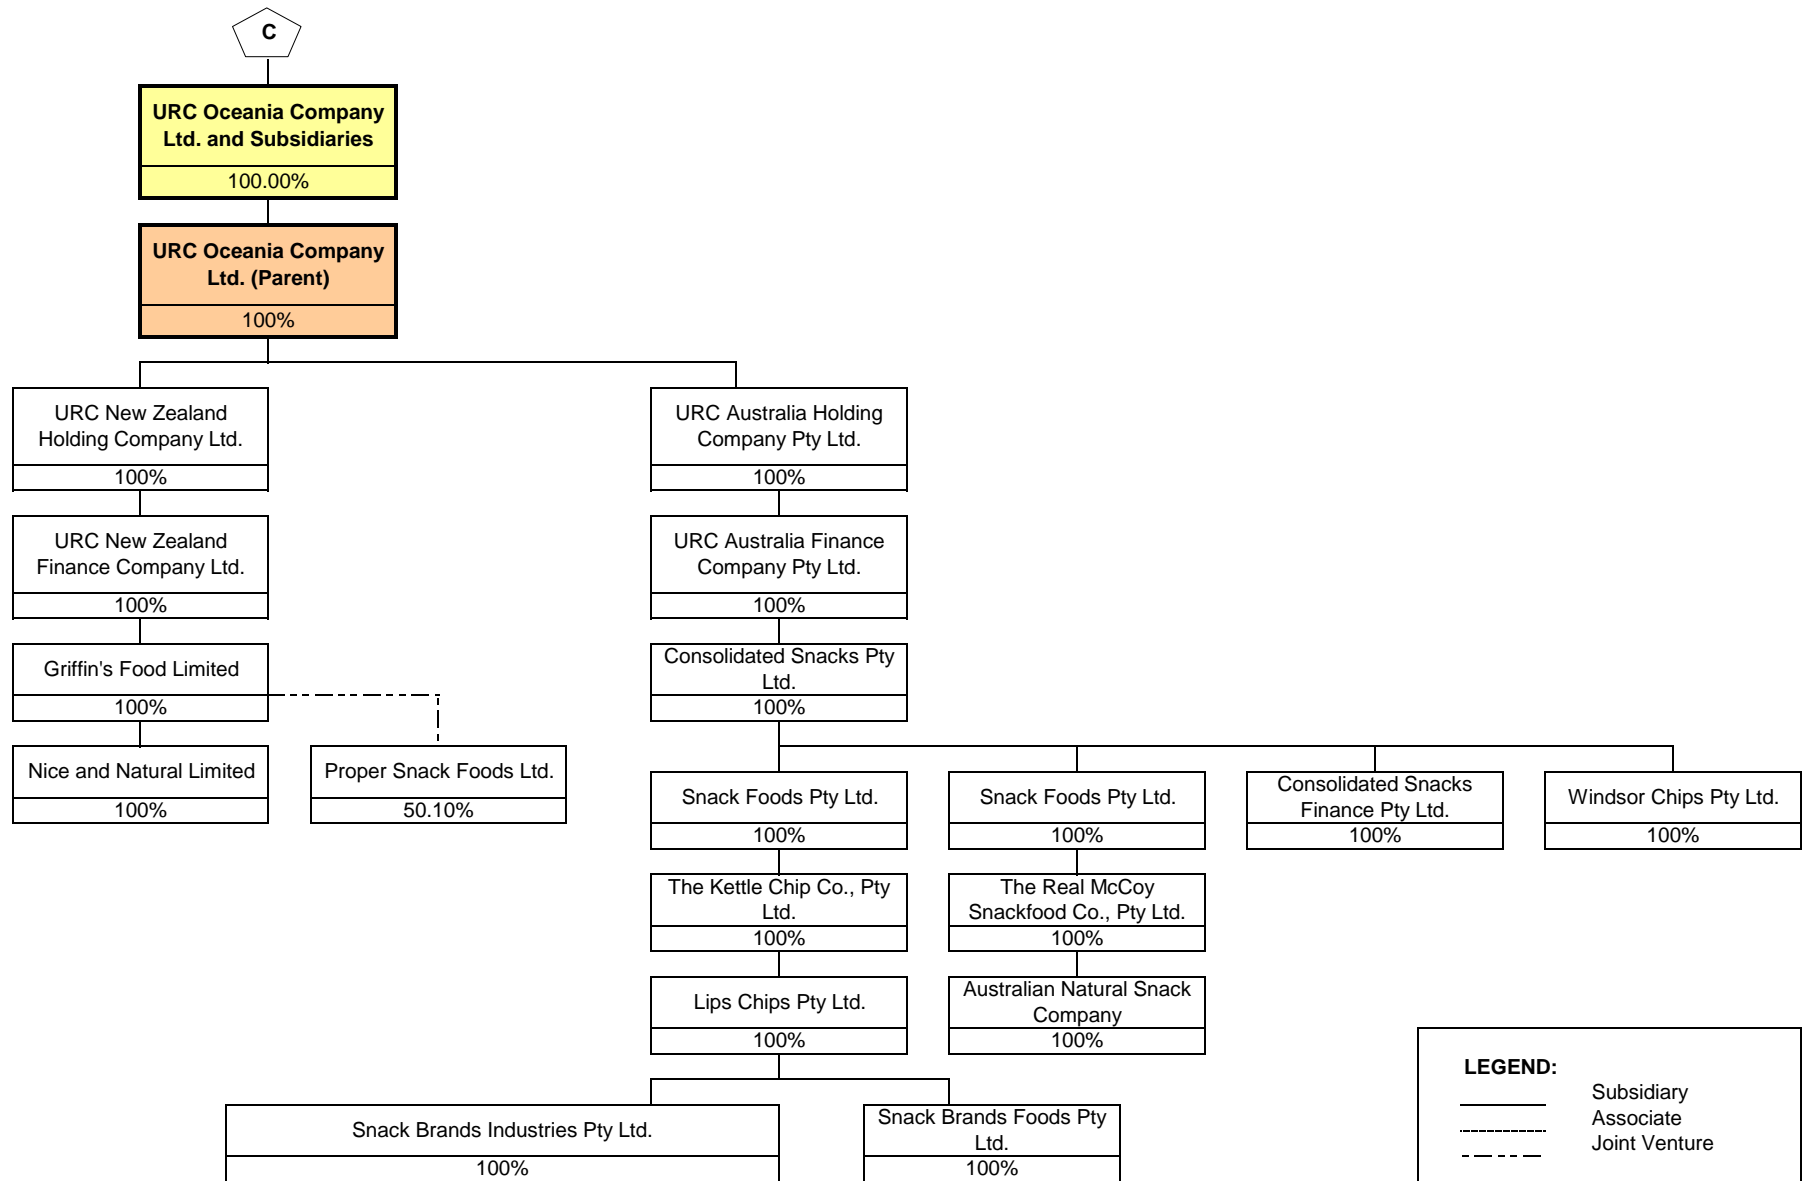 C
URC Oceania Company
Ltd. and Subsidiaries
100.00%
URC Oceania Company
Ltd. (Parent)
100%
URC New Zealand
Holding Company Ltd.
100%
URC Australia Holding
Company Pty Ltd.
100%
URC New Zealand
Finance Company Ltd.
100%
URC Australia Finance
Company Pty Ltd.
100%
Griffin's Food Limited
100%
Consolidated Snacks Pty
Ltd.
100%
Nice and Natural Limited
100%
Proper Snack Foods Ltd.
50.10%
Snack Foods Pty Ltd.
100%
Snack Foods Pty Ltd.
100%
Consolidated Snacks
Finance Pty Ltd.
100%
Windsor Chips Pty Ltd.
100%
The Kettle Chip Co., Pty
Ltd.
100%
The Real McCoy
Snackfood Co., Pty Ltd.
100%
Lips Chips Pty Ltd.
100%
Australian Natural Snack
Company
100%
Snack Brands Industries Pty Ltd.
100%
Snack Brands Foods Pty
Ltd.
100%
LEGEND:
Subsidiary
Associate
Joint Venture